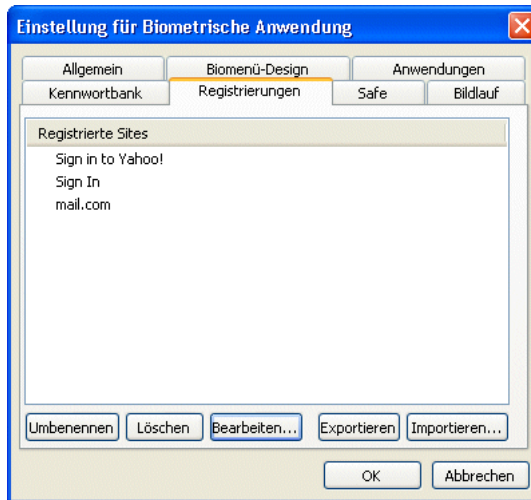 Einstellung für Biometrische Anwendung
Allgemein Biomenü-Design Anwendungen
Kennwortbank Registrierungen Safe Bildlauf
Registrierte Sites
Sign in to Yahoo!
Sign In
mail.com
Umbenennen Löschen Bearbeiten... Exportieren Importieren...
OK Abbrechen